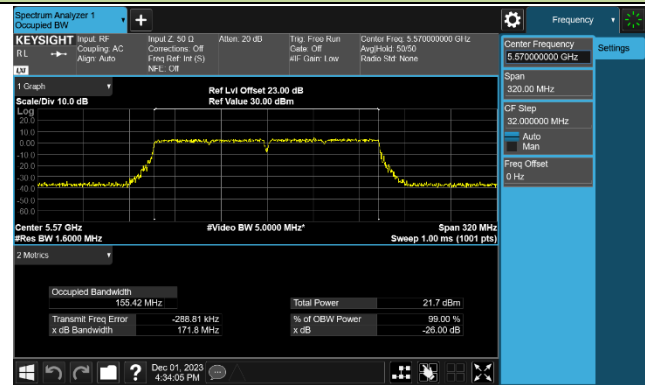 Spectrum Analyzer 1
Occupied BW
Frequency
KEYSIGHT
RL
LXI
Input: RF
Coupling: AC
Align: Auto
Input Z: 50 Ω
Corrections: Off
Freq Ref: Int (S)
NFE: Off
Atten: 20 dB
Trig: Free Run
Gate: Off
#IF Gain: Low
Center Freq: 5.570000000 GHz
Avg|Hold: 50/50
Radio Std: None
Center Frequency
5.570000000 GHz
Settings
Span
320.00 MHz
CF Step
32.000000 MHz
Auto
Man
Freq Offset
0 Hz
1 Graph
Scale/Div 10.0 dB
Ref Lvl Offset 23.00 dB
Ref Value 30.00 dBm
Log
20.0
10.0
0.00
-10.0
-20.0
-30.0
-40.0
-50.0
-60.0
Center 5.57 GHz
#Res BW 1.6000 MHz
#Video BW 5.0000 MHz*
Span 320 MHz
Sweep 1.00 ms (1001 pts)
2 Metrics
Occupied Bandwidth
155.42 MHz
Total Power 21.7 dBm
Transmit Freq Error -288.81 kHz
% of OBW Power 99.00 %
x dB Bandwidth 171.8 MHz
x dB -26.00 dB
?
Dec 01, 2023
4:34:05 PM